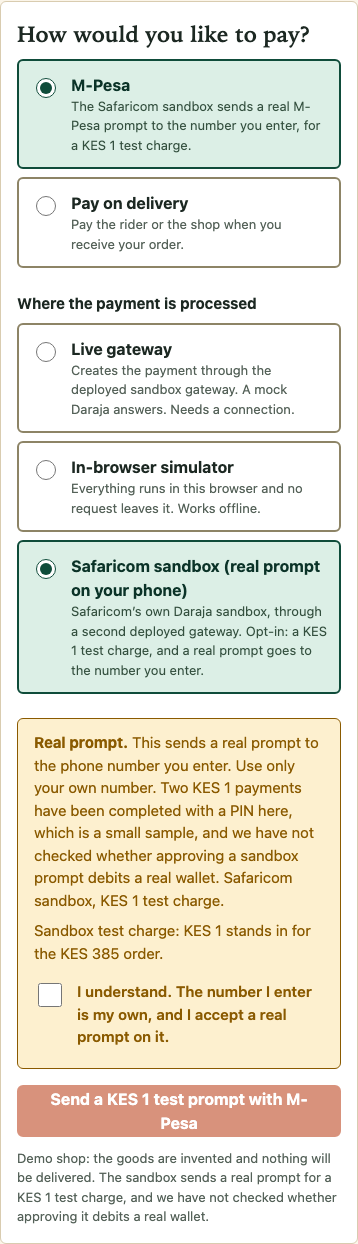 How would you like to pay?
M-Pesa
The Safaricom sandbox sends a real M-
Pesa prompt to the number you enter, for
a KES 1 test charge.
Pay on delivery
Pay the rider or the shop when you
receive your order.
Where the payment is processed
Live gateway
Creates the payment through the
deployed sandbox gateway. A mock
Daraja answers. Needs a connection.
In-browser simulator
Everything runs in this browser and no
request leaves it. Works offline.
Safaricom sandbox (real prompt
on your phone)
Safaricom's own Daraja sandbox, through
a second deployed gateway. Opt-in: a KES
1 test charge, and a real prompt goes to
the number you enter.
Real prompt. This sends a real prompt to
the phone number you enter. Use only
your own number. Two KES 1 payments
have been completed with a PIN here,
which is a small sample, and we have not
checked whether approving a sandbox
prompt debits a real wallet. Safaricom
sandbox, KES 1 test charge.
Sandbox test charge: KES 1 stands in for
the KES 385 order.
I understand. The number I enter
is my own, and I accept a real
prompt on it.
Send a KES 1 test prompt with M-
Pesa
Demo shop: the goods are invented and nothing will
be delivered. The sandbox sends a real prompt for a
KES 1 test charge, and we have not checked whether
approving it debits a real wallet.